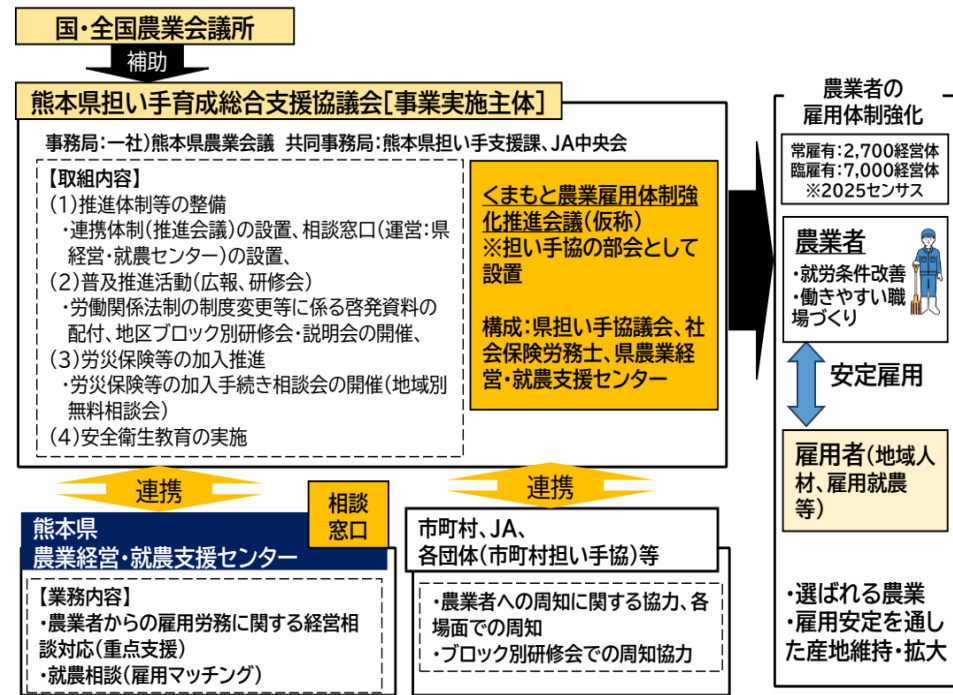 国・全国農業会議所
補助
熊本県担い手育成総合支援協議会[事業実施主体]
事務局:一社)熊本県農業会議 共同事務局:熊本県担い手支援課、JA中央会
【取組内容】
(1)推進体制等の整備
・連携体制(推進会議)の設置、相談窓口(運営:県
経営・就農センター)の設置、
(2)普及推進活動(広報、研修会)
・労働関係法制の制度変更等に係る啓発資料の
配付、地区ブロック別研修会・説明会の開催、
(3)労災保険等の加入推進
・労災保険等の加入手続き相談会の開催(地域別
無料相談会)
(4)安全衛生教育の実施
くまもと農業雇用体制強
化推進会議(仮称)
※担い手協の部会として
設置
構成:県担い手協議会、社
会保険労務士、県農業経
営・就農支援センター
連携
連携
相談
窓口
熊本県
農業経営・就農支援センター
【業務内容】
・農業者からの雇用労務に関する経営相
談対応(重点支援)
・就農相談(雇用マッチング)
市町村、JA、
各団体(市町村担い手協)等
・農業者への周知に関する協力、各
場面での周知
・ブロック別研修会での周知協力
農業者の
雇用体制強化
常雇有:2,700経営体
臨雇有:7,000経営体
※2025センサス
農業者
・就労条件改善
・働きやすい職
場づくり
安定雇用
雇用者(地域人
材、雇用就農
等)
・選ばれる農業
・雇用安定を通し
た産地維持・拡大